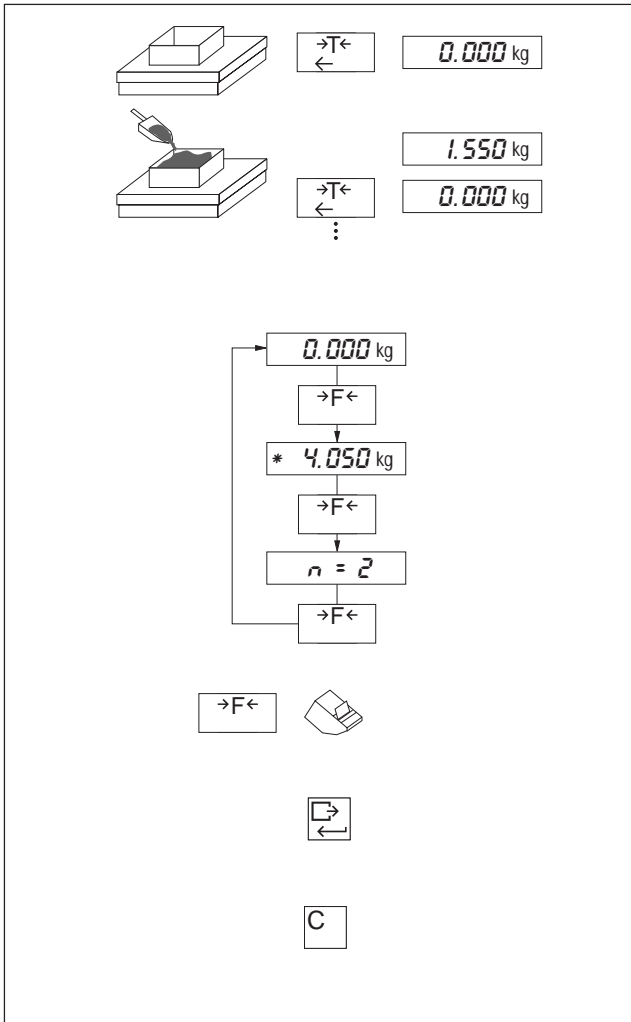 →T←
←
0.000 kg
1.550 kg
→T←
←
0.000 kg
0.000 kg
→F←
* 4.050 kg
→F←
n = 2
→F←
→F←
C